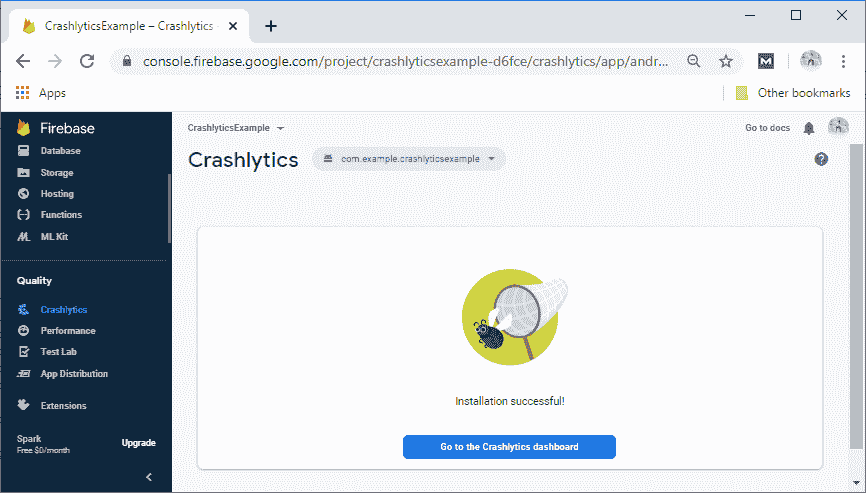 CrashlyticsExample – Crashlytics
console.firebase.google.com/project/crashlyticsexample-d6fce/crashlytics/app/andr...
Apps
Other bookmarks
Firebase
CrashlyticsExample
Go to docs
Crashlytics
com.example.crashlyticsexample
Database
Storage
Hosting
Functions
ML Kit
Quality
Crashlytics
Performance
Test Lab
App Distribution
Extensions
Spark
Free $0/month
Upgrade
Installation successful!
Go to the Crashlytics dashboard